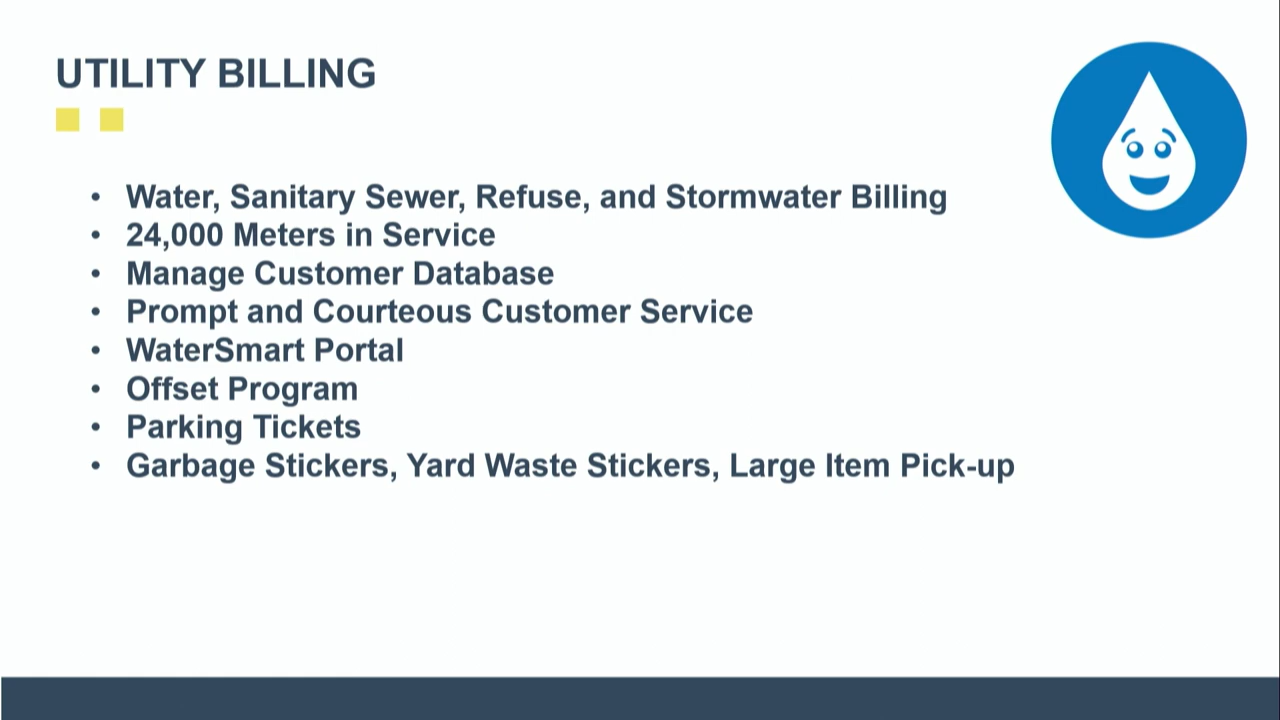 UTILITY BILLING
• Water, Sanitary Sewer, Refuse, and Stormwater Billing
• 24,000 Meters in Service
• Manage Customer Database
• Prompt and Courteous Customer Service
• WaterSmart Portal
• Offset Program
• Parking Tickets
• Garbage Stickers, Yard Waste Stickers, Large Item Pick-up